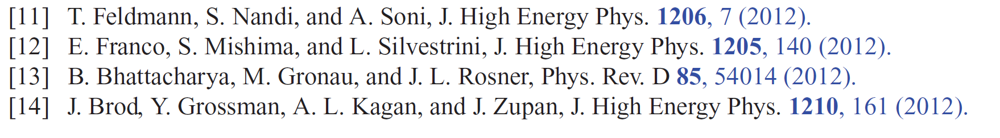 [11] T. Feldmann, S. Nandi, and A. Soni, J. High Energy Phys. 1206, 7 (2012).
[12] E. Franco, S. Mishima, and L. Silvestrini, J. High Energy Phys. 1205, 140 (2012).
[13] B. Bhattacharya, M. Gronau, and J. L. Rosner, Phys. Rev. D 85, 54014 (2012).
[14] J. Brod, Y. Grossman, A. L. Kagan, and J. Zupan, J. High Energy Phys. 1210, 161 (2012).